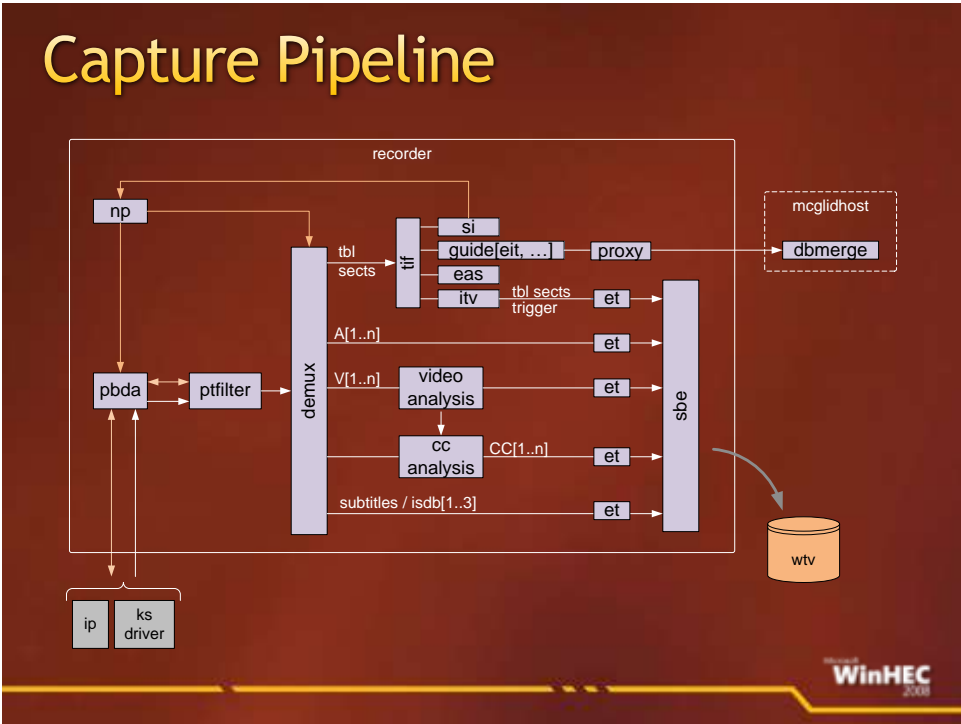 Capture Pipeline
recorder
np
si
mcglidhost
tbl
sects
tif
guide[eit, …]
proxy
dbmerge
eas
itv
tbl sects
trigger
et
A[1..n]
et
pbda
ptfilter
demux
V[1..n]
video
analysis
et
sbe
cc
analysis
CC[1..n]
et
subtitles / isdb[1..3]
et
wtv
ip
ks
driver
Microsoft
WinHEC
2008